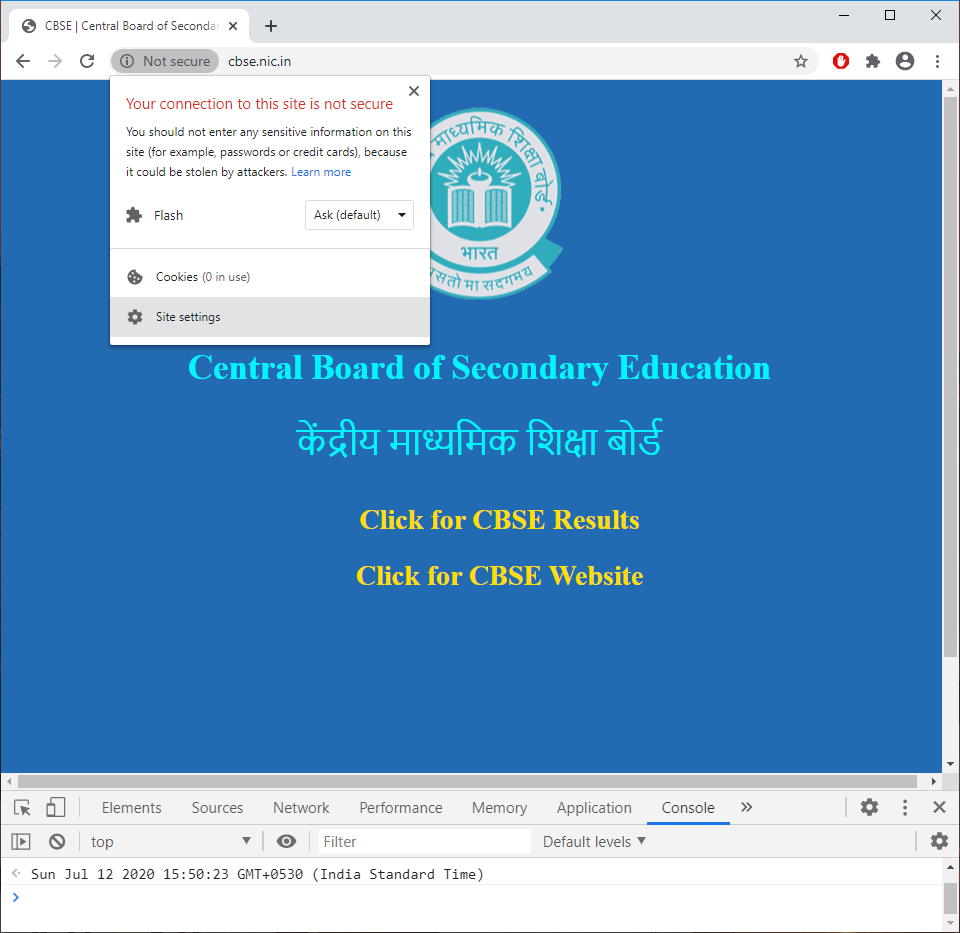 CBSE | Central Board of Seconda
Not secure
cbse.nic.in
Your connection to this site is not secure
You should not enter any sensitive information on this
site (for example, passwords or credit cards), because
it could be stolen by attackers. Learn more
Flash
Ask (default)
Cookies (0 in use)
Site settings
माध्यमिक शिक्षा बोर्ड
भारत
सतो मा सदगमय
Central Board of Secondary Education
केंद्रीय माध्यमिक शिक्षा बोर्ड
Click for CBSE Results
Click for CBSE Website
Elements Sources Network Performance Memory Application Console »
top Filter Default levels
Sun Jul 12 2020 15:50:23 GMT+0530 (India Standard Time)